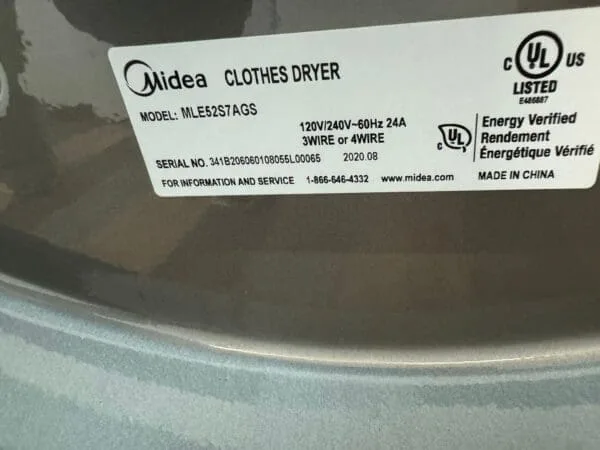 Midea CLOTHES DRYER
MODEL: MLE52S7AGS
120V/240V~60Hz 24A
3WIRE or 4WIRE
SERIAL NO. 341B206060108055L00065 2020.08
FOR INFORMATION AND SERVICE 1-866-646-4332 www.midea.com
C UL US
LISTED
E486687
C UL
Energy Verified
Rendement
Énergétique Vérifié
MADE IN CHINA